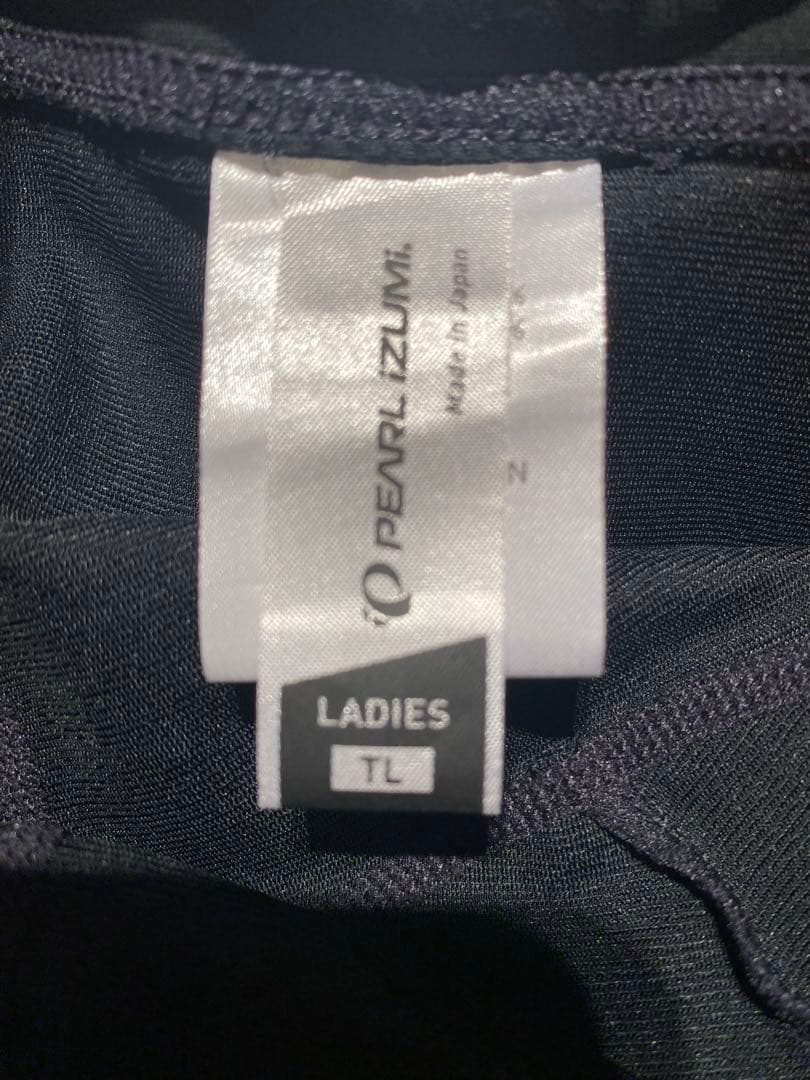 PEARL iZUMi.
Made in Japan
LADIES
TL
N